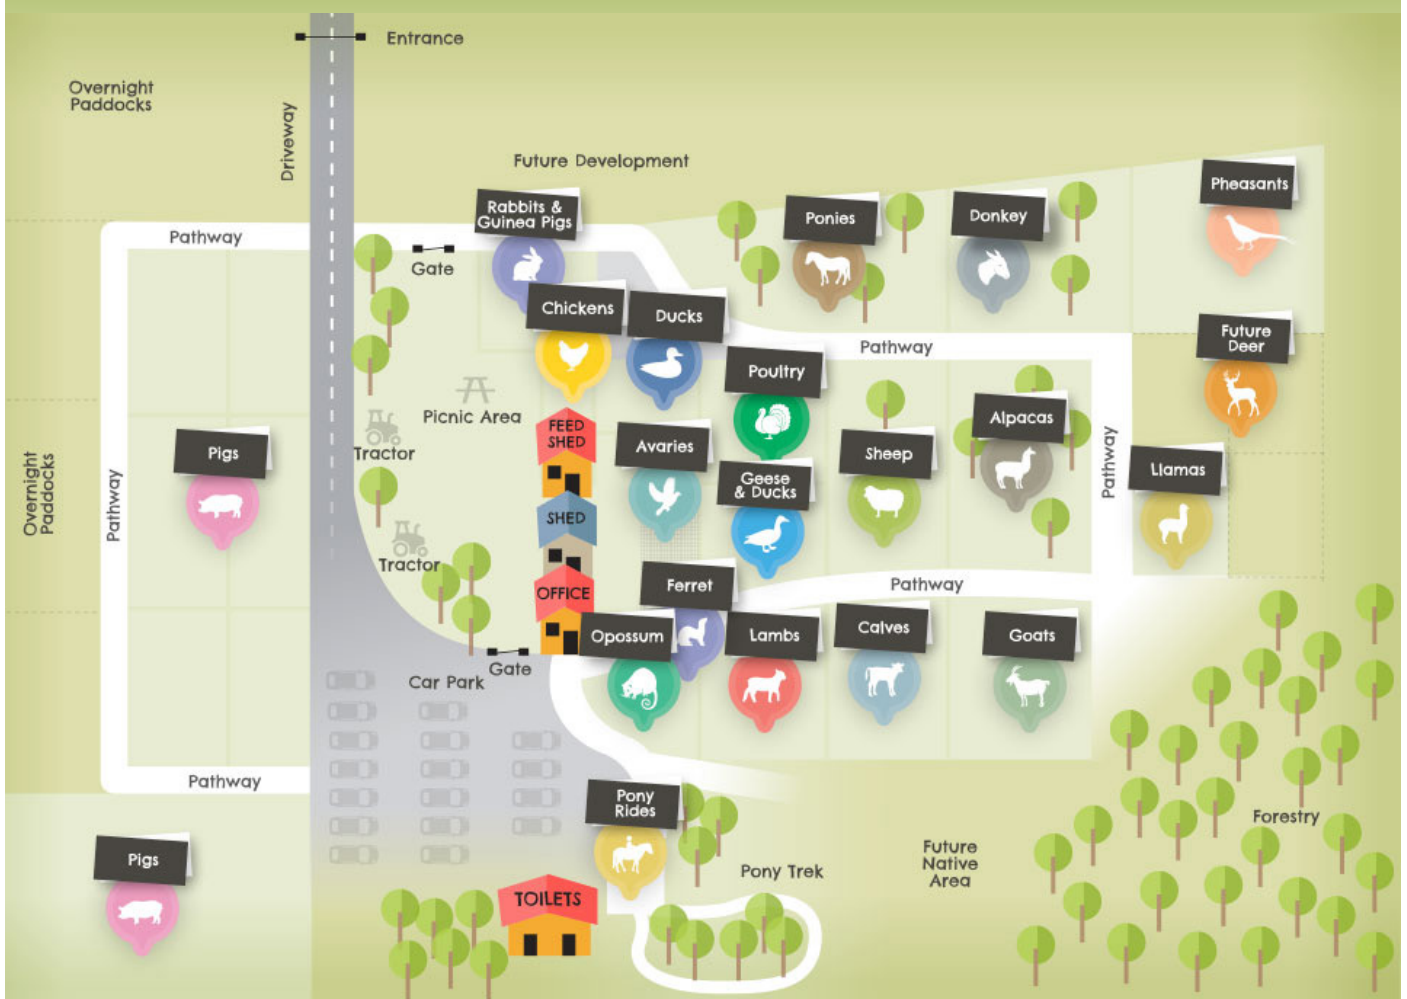 Entrance
Overnight
Paddocks
Driveway
Future Development
Pheasants
Rabbits &
Guinea Pigs
Ponies
Donkey
Pathway
Gate
Chickens
Ducks
Future
Deer
Pathway
Poultry
Picnic Area
Alpacas
FEED
SHED
Tractor
Avaries
Sheep
Pigs
Llamas
Pathway
Geese
& Ducks
Overnight
Paddocks
Pathway
SHED
Tractor
Ferret
Pathway
OFFICE
Opossum
Lambs
Calves
Goats
Gate
Car Park
Pathway
Pony
Rides
Forestry
Pigs
Future
Native
Area
Pony Trek
TOILETS